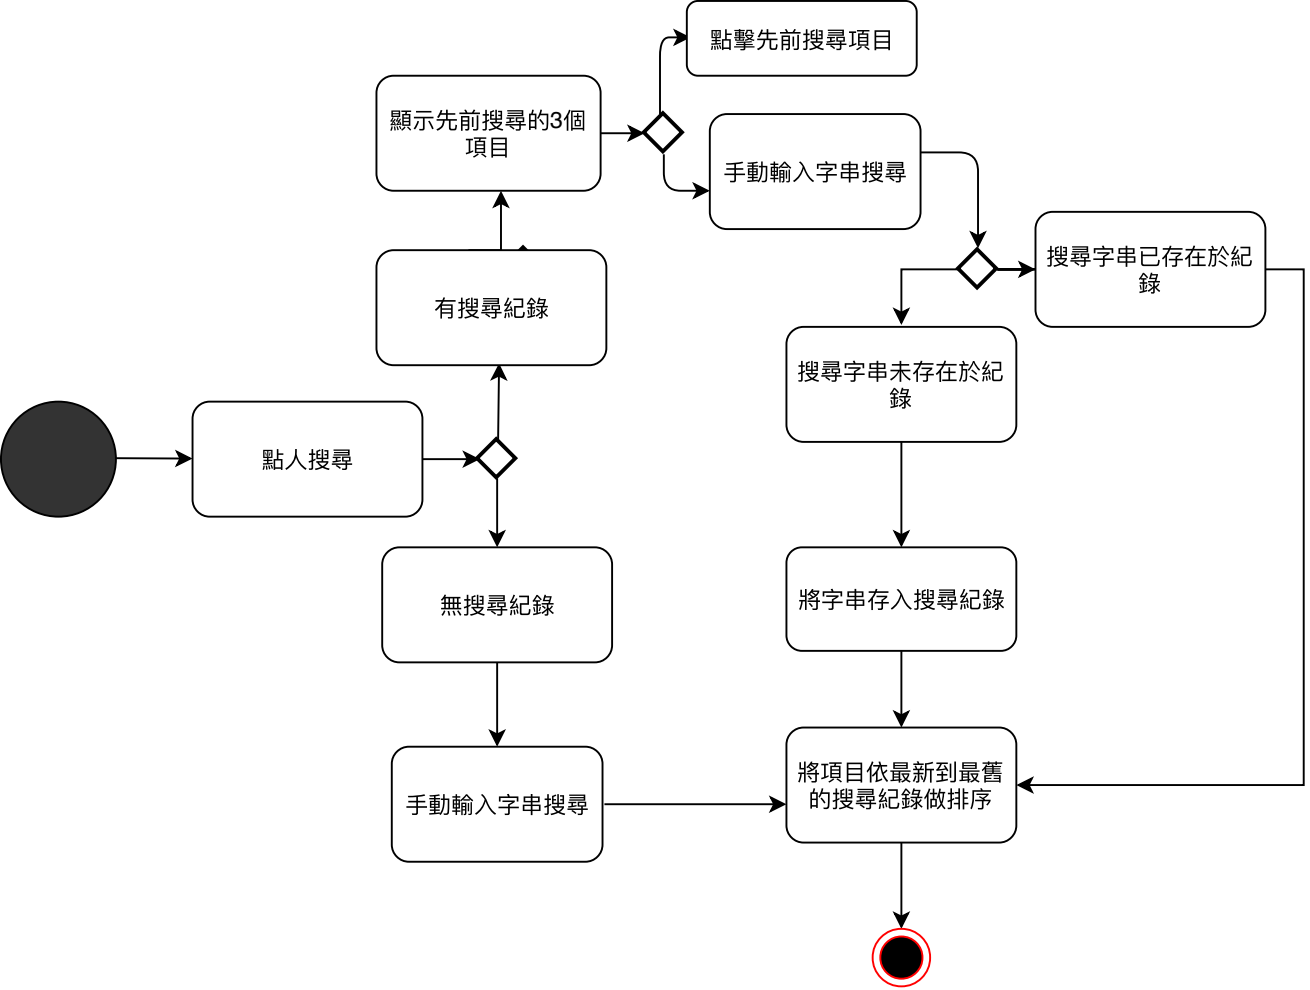 點擊先前搜尋項目
顯示先前搜尋的3個
項目
手動輸入字串搜尋
搜尋字串已存在於紀
錄
有搜尋紀錄
搜尋字串未存在於紀
錄
點人搜尋
無搜尋紀錄
將字串存入搜尋紀錄
手動輸入字串搜尋
將項目依最新到最舊
的搜尋紀錄做排序